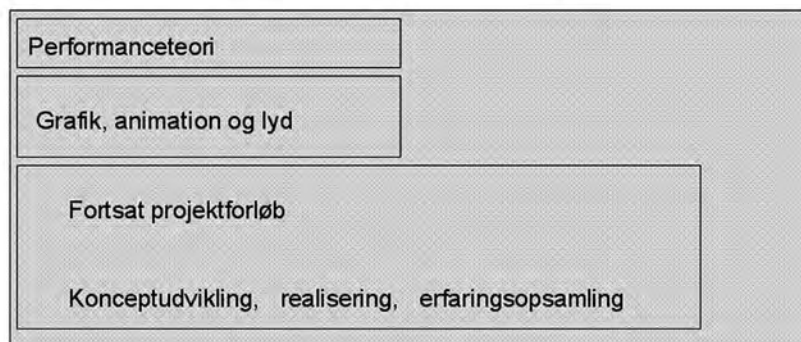 Performanceteori
Grafik, animation og lyd
Fortsat projektforløb
Konceptudvikling, realisering, erfaringsopsamling